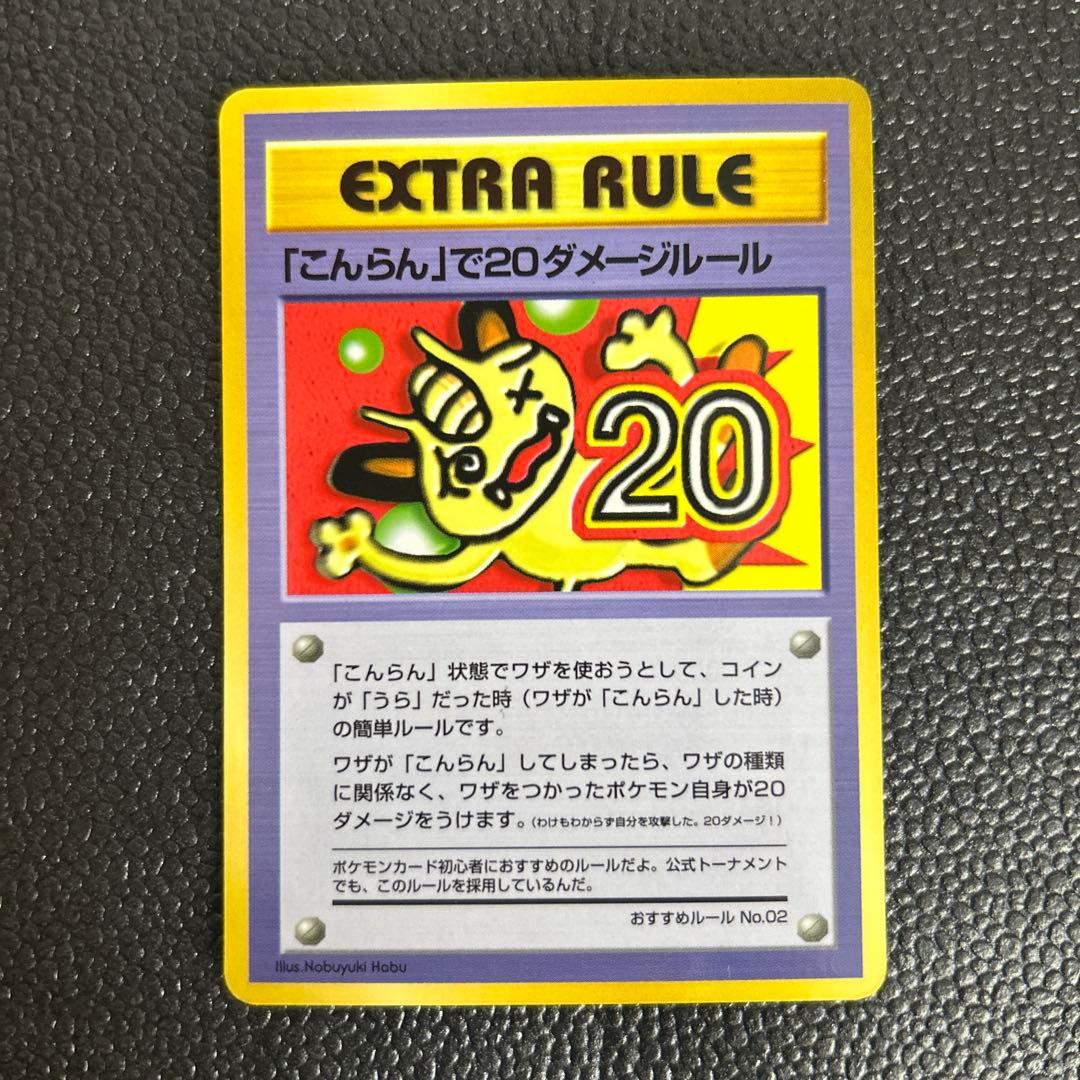 EXTRA RULE
「こんらん」で20ダメージルール
20
「こんらん」状態でワザを使おうとして、コイン
が「うら」だった時(ワザが「こんらん」した時)
の簡単ルールです。
ワザが「こんらん」してしまったら、ワザの種類
に関係なく、ワザをつかったポケモン自身が20
ダメージをうけます。(わけもわからず自分を攻撃した。20ダメージ!)
ポケモンカード初心者におすすめのルールだよ。公式トーナメント
でも、このルールを採用しているんだ。
おすすめルール No.02
Illus.Nobuyuki Habu